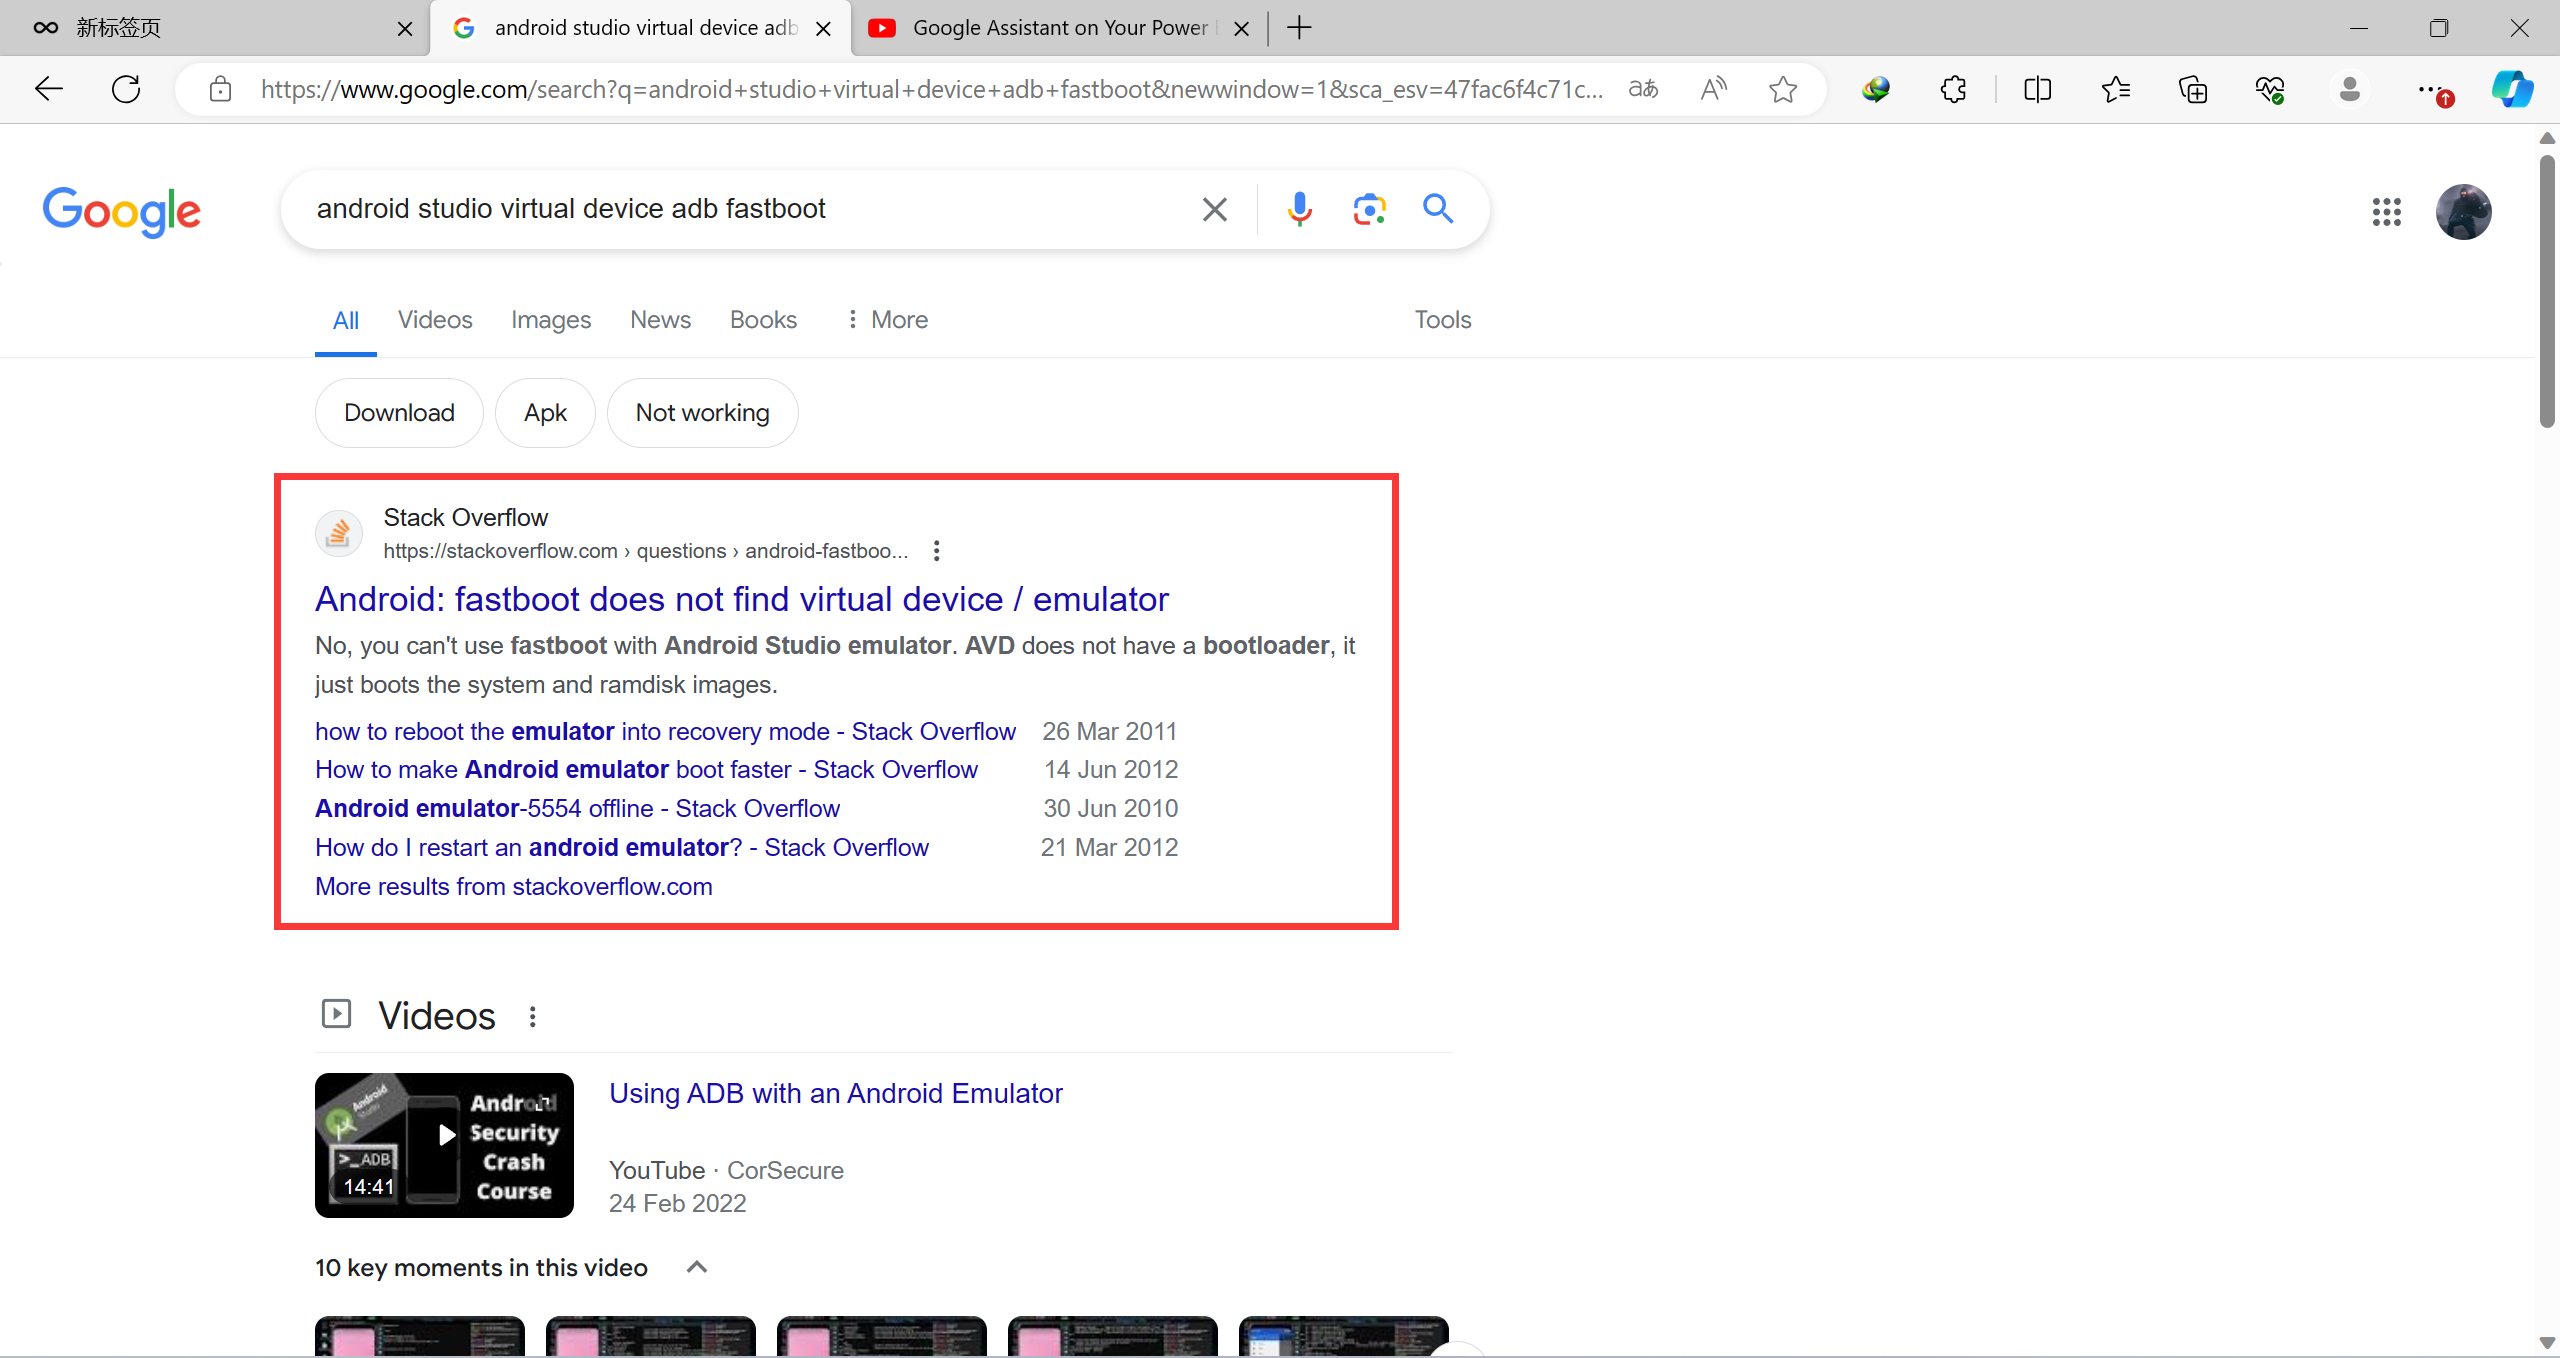 新标签页
android studio virtual device adb
Google Assistant on Your Power
https://www.google.com/search?q=android+studio+virtual+device+adb+fastboot&newwindow=1&sca_esv=47fac6f4c71c...
Google
android studio virtual device adb fastboot
All Videos Images News Books More Tools
Download Apk Not working
Stack Overflow
https://stackoverflow.com › questions › android-fastboo...
Android: fastboot does not find virtual device / emulator
No, you can't use fastboot with Android Studio emulator. AVD does not have a bootloader, it
just boots the system and ramdisk images.
how to reboot the emulator into recovery mode - Stack Overflow 26 Mar 2011
How to make Android emulator boot faster - Stack Overflow 14 Jun 2012
Android emulator-5554 offline - Stack Overflow 30 Jun 2010
How do I restart an android emulator? - Stack Overflow 21 Mar 2012
More results from stackoverflow.com
Videos
Android
Studio
>_ADB
14:41
Android
Security
Crash
Course
Using ADB with an Android Emulator
YouTube · CorSecure
24 Feb 2022
10 key moments in this video